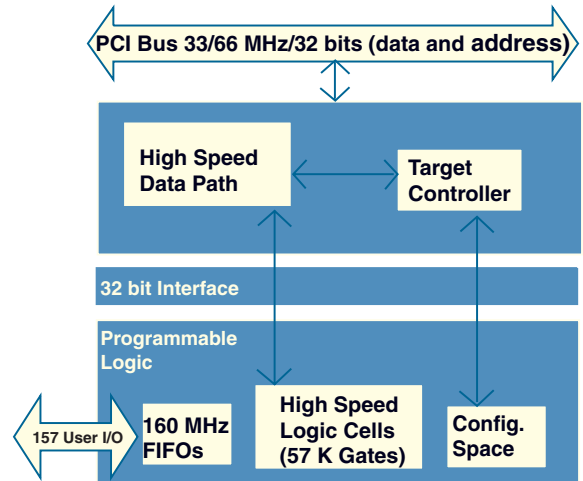 PCI Bus 33/66 MHz/32 bits (data and address)
High Speed
Data Path
Target
Controller
32 bit Interface
Programmable
Logic
157 User I/O
160 MHz
FIFOs
High Speed
Logic Cells
(57 K Gates)
Config.
Space